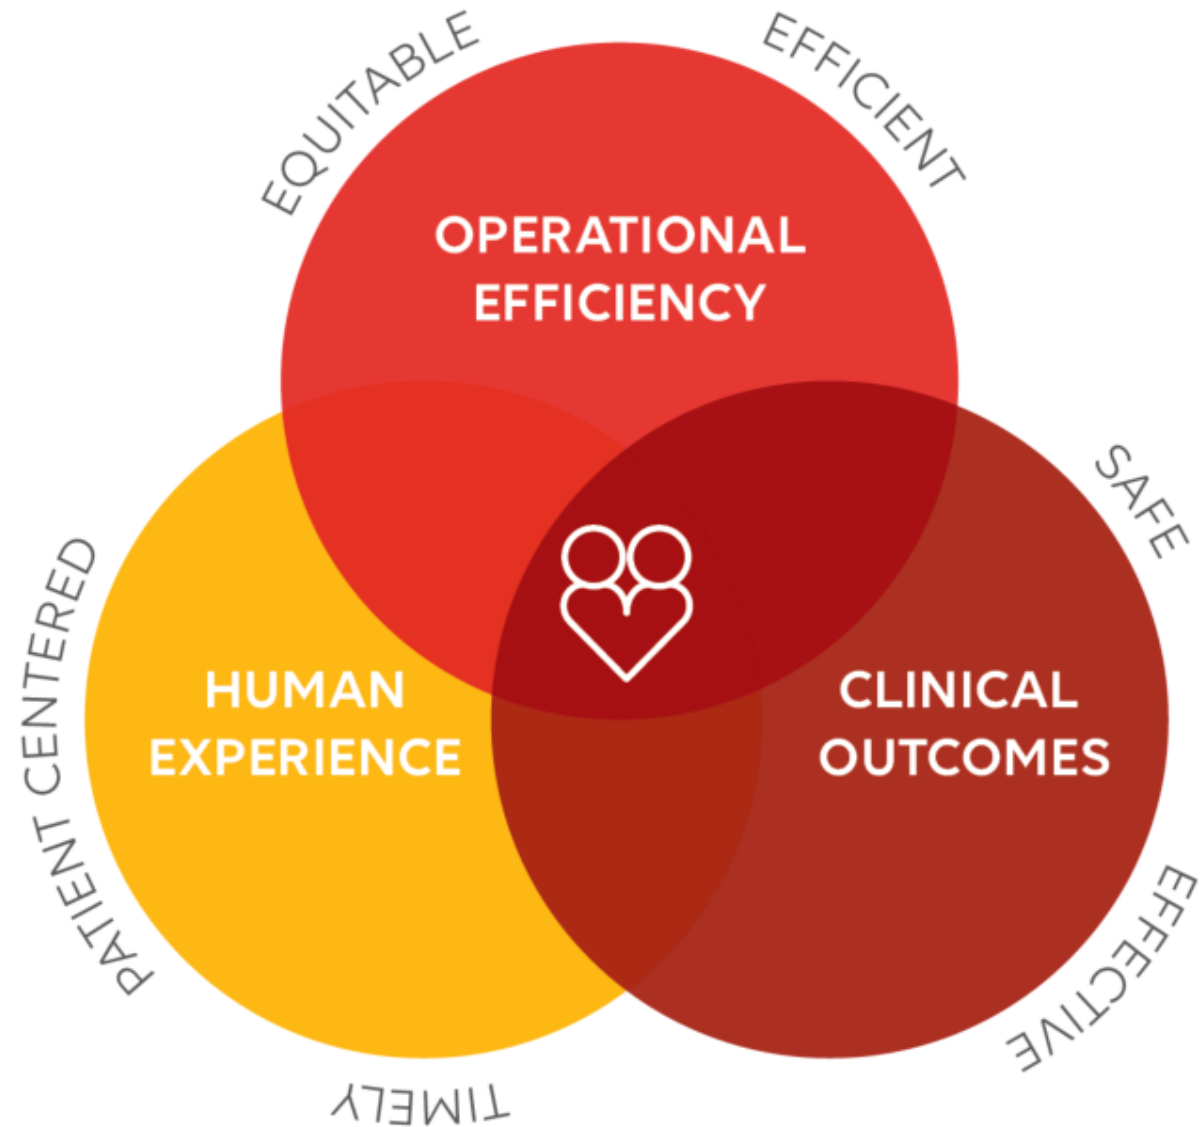 EQUITABLE
EFFICIENT
OPERATIONAL
EFFICIENCY
SAFE
PATIENT CENTERED
HUMAN
EXPERIENCE
CLINICAL
OUTCOMES
EFFECTIVE
TIMELY